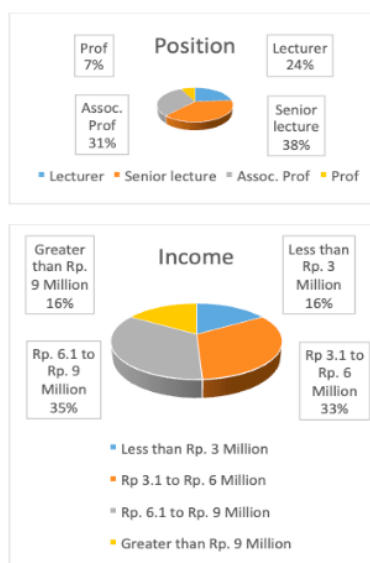 Position
Prof
7%
Lecturer
24%
Assoc.
Prof
31%
Senior
lecture
38%
Lecturer Senior lecture Assoc. Prof Prof
Income
Greater
than Rp.
9 Million
16%
Less than
Rp. 3
Million
16%
Rp. 6.1 to
Rp. 9
Million
35%
Rp 3.1 to
Rp. 6
Million
33%
Less than Rp. 3 Million
Rp 3.1 to Rp. 6 Million
Rp. 6.1 to Rp. 9 Million
Greater than Rp. 9 Million